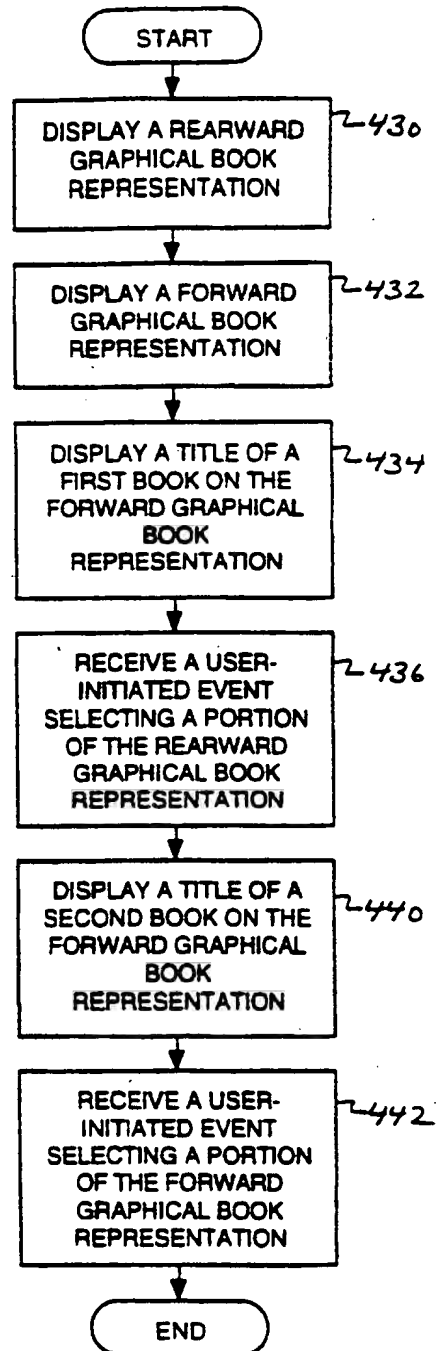 START
DISPLAY A REARWARD
GRAPHICAL BOOK
REPRESENTATION
430
DISPLAY A FORWARD
GRAPHICAL BOOK
REPRESENTATION
432
DISPLAY A TITLE OF A
FIRST BOOK ON THE
FORWARD GRAPHICAL
BOOK
REPRESENTATION
434
RECEIVE A USER-
INITIATED EVENT
SELECTING A PORTION
OF THE REARWARD
GRAPHICAL BOOK
REPRESENTATION
436
DISPLAY A TITLE OF A
SECOND BOOK ON THE
FORWARD GRAPHICAL
BOOK
REPRESENTATION
440
RECEIVE A USER-
INITIATED EVENT
SELECTING A PORTION
OF THE FORWARD
GRAPHICAL BOOK
REPRESENTATION
442
END